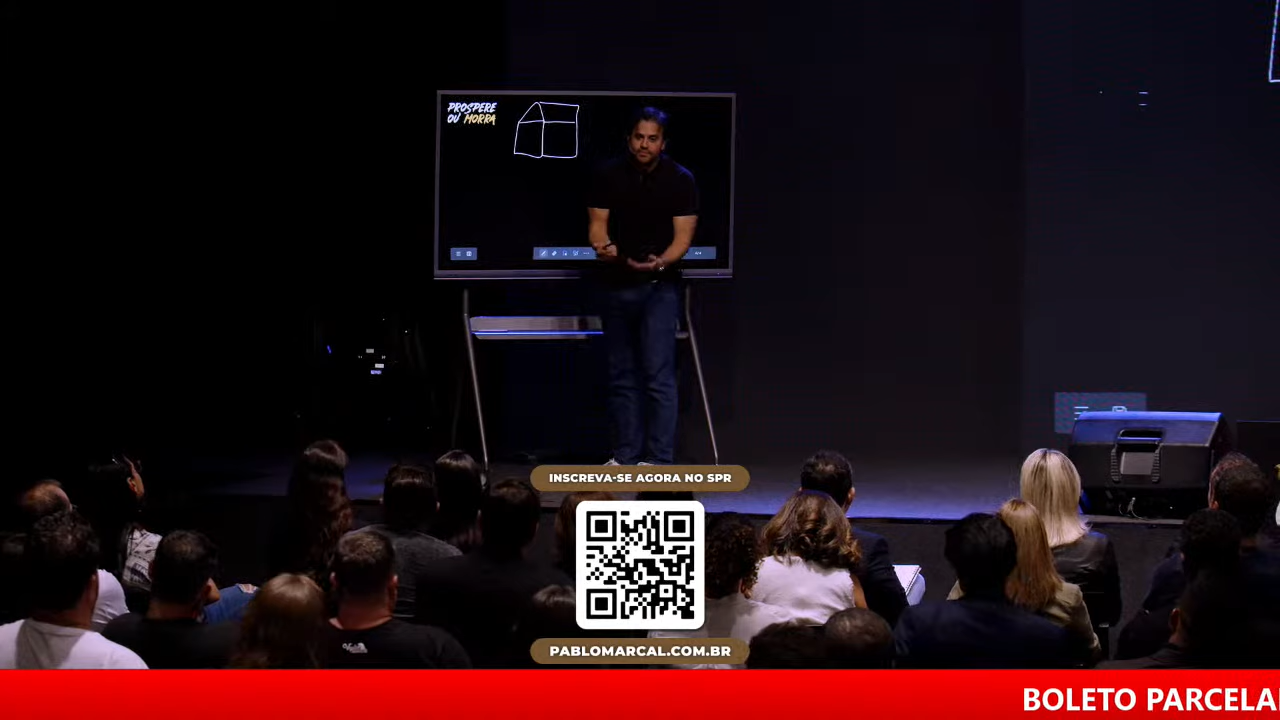 PROSPERE
OU MORRA
INSCREVA-SE AGORA NO SPR
PABLOMARCAL.COM.BR
BOLETO PARCELA